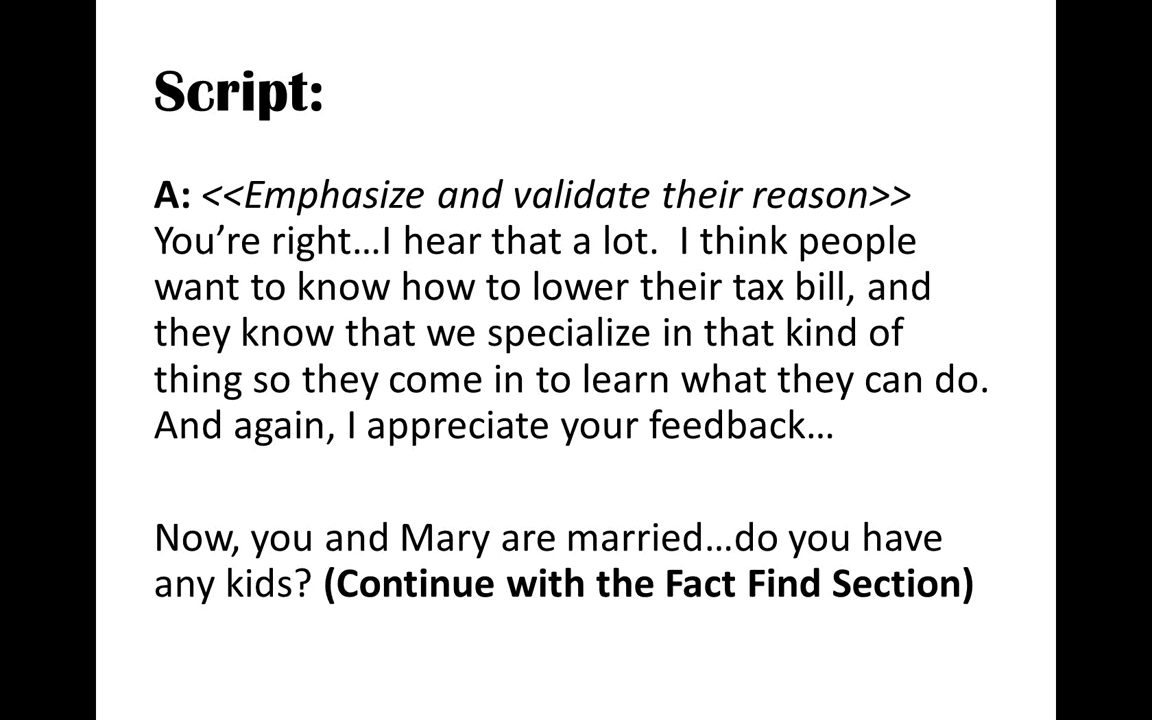 Script:
A: <<Emphasize and validate their reason>>
You’re right…I hear that a lot.  I think people
want to know how to lower their tax bill, and
they know that we specialize in that kind of
thing so they come in to learn what they can do.
And again, I appreciate your feedback…
Now, you and Mary are married…do you have
any kids? (Continue with the Fact Find Section)